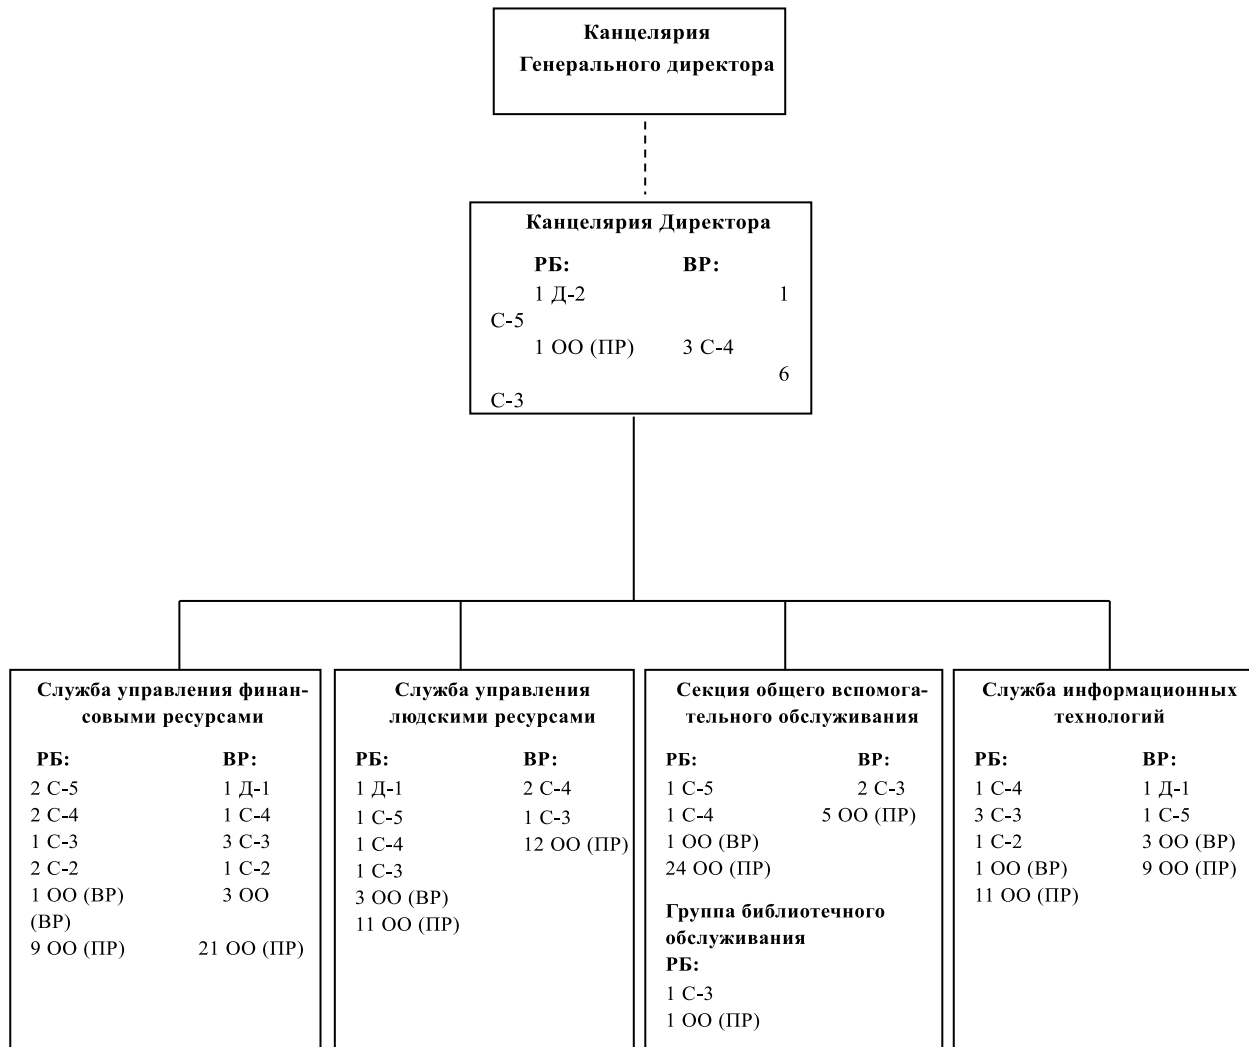 Канцелярия
Генерального директора
Канцелярия Директора
РБ: ВР:
1 Д-2 1
С-5
1 ОО (ПР) 3 С-4
6
С-3
Служба управления финан-
совыми ресурсами
РБ: ВР:
2 С-5 1 Д-1
2 С-4 1 С-4
1 С-3 3 С-3
2 С-2 1 С-2
1 ОО (ВР) 3 ОО
(ВР)
9 ОО (ПР) 21 ОО (ПР)
Служба управления
людскими ресурсами
РБ: ВР:
1 Д-1 2 С-4
1 С-5 1 С-3
1 С-4 12 ОО (ПР)
1 С-3
3 ОО (ВР)
11 ОО (ПР)
Секция общего вспомога-
тельного обслуживания
РБ: ВР:
1 С-5 2 С-3
1 С-4 5 ОО (ПР)
1 ОО (ВР)
24 ОО (ПР)
Группа библиотечного
обслуживания
РБ:
1 С-3
1 ОО (ПР)
Служба информационных
технологий
РБ: ВР:
1 С-4 1 Д-1
3 С-3 1 С-5
1 С-2 3 ОО (ВР)
1 ОО (ВР) 9 ОО (ПР)
11 ОО (ПР)